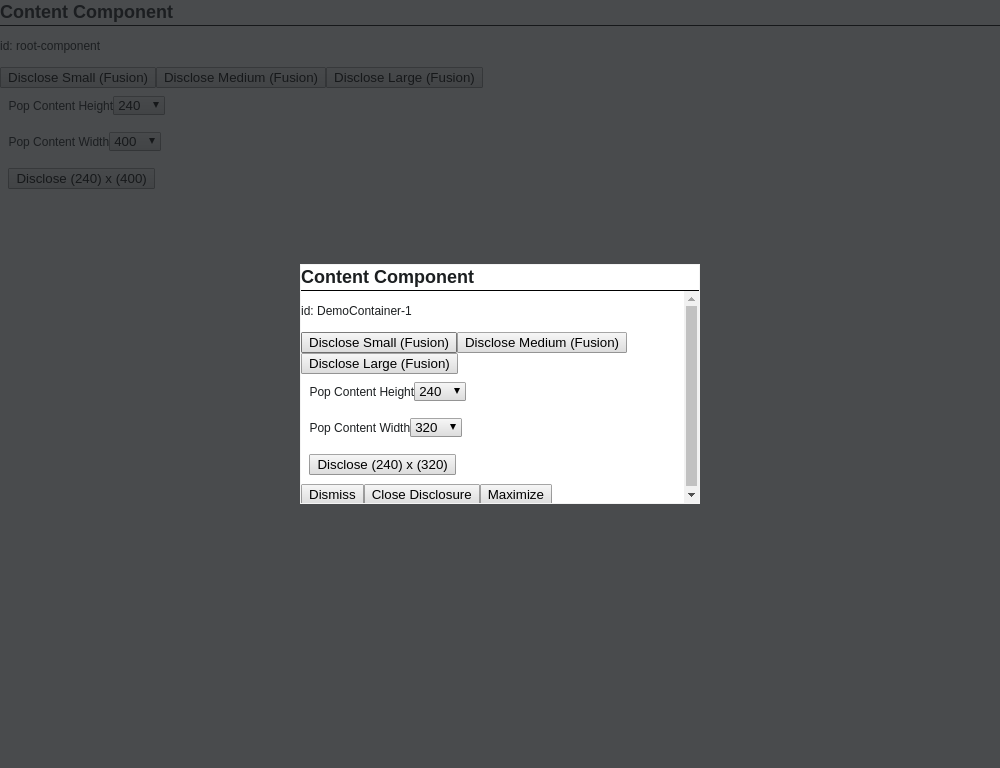 Content Component
id: root-component
Disclose Small (Fusion) Disclose Medium (Fusion) Disclose Large (Fusion)
Pop Content Height 240
Pop Content Width 400
Disclose (240) x (400)
Content Component
id: DemoContainer-1
Disclose Small (Fusion) Disclose Medium (Fusion)
Disclose Large (Fusion)
Pop Content Height 240
Pop Content Width 320
Disclose (240) x (320)
Dismiss Close Disclosure Maximize